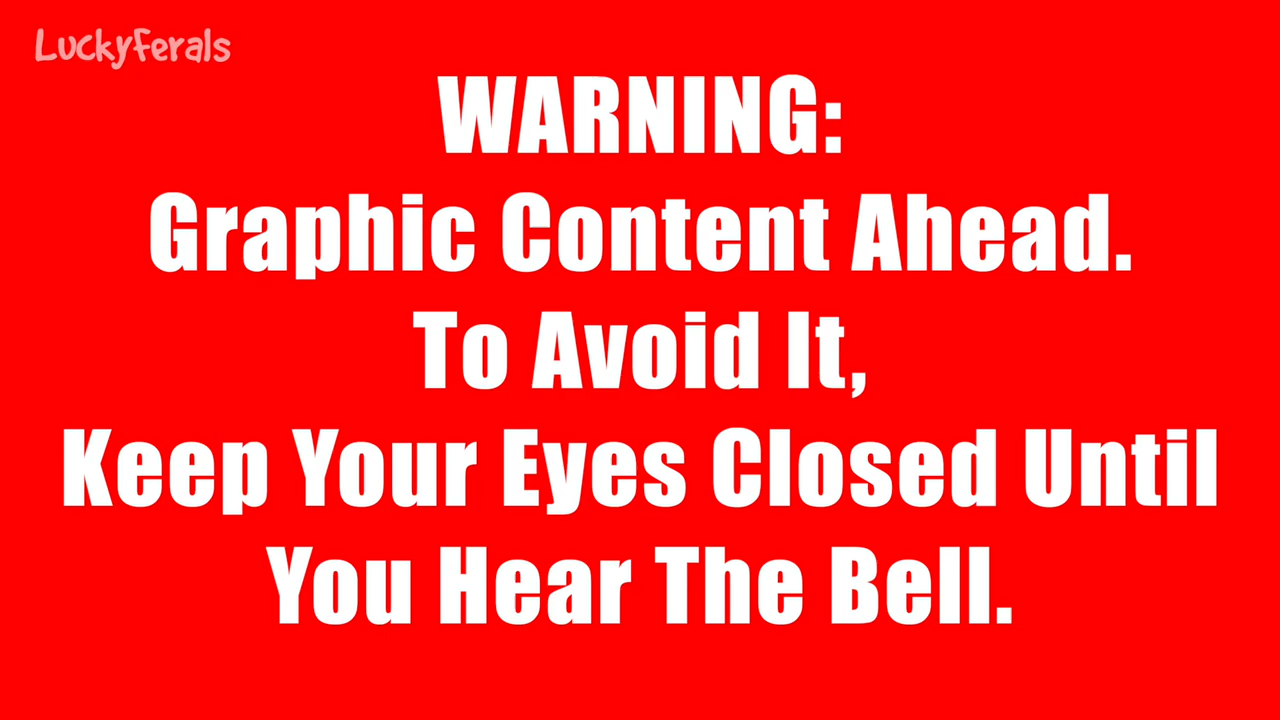 LuckyFerals
WARNING:
Graphic Content Ahead.
To Avoid It,
Keep Your Eyes Closed Until
You Hear The Bell.